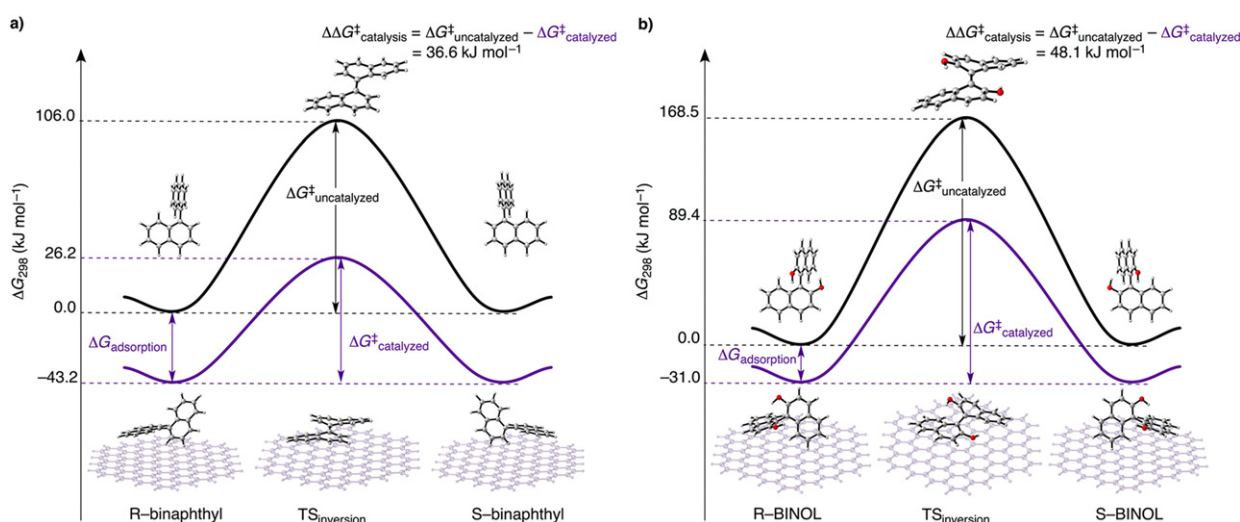 a)
ΔΔG‡catalysis = ΔG‡uncatalyzed – ΔG‡catalyzed
= 36.6 kJ mol–1
106.0
ΔG‡uncatalyzed
ΔG298 (kJ mol–1)
26.2
0.0
ΔGadsorption
ΔG‡catalyzed
–43.2
R–binaphthyl
TSinversion
S–binaphthyl
b)
ΔΔG‡catalysis = ΔG‡uncatalyzed – ΔG‡catalyzed
= 48.1 kJ mol–1
168.5
ΔG‡uncatalyzed
89.4
ΔG298 (kJ mol–1)
0.0
ΔG‡catalyzed
ΔGadsorption
–31.0
R–BINOL
TSinversion
S–BINOL